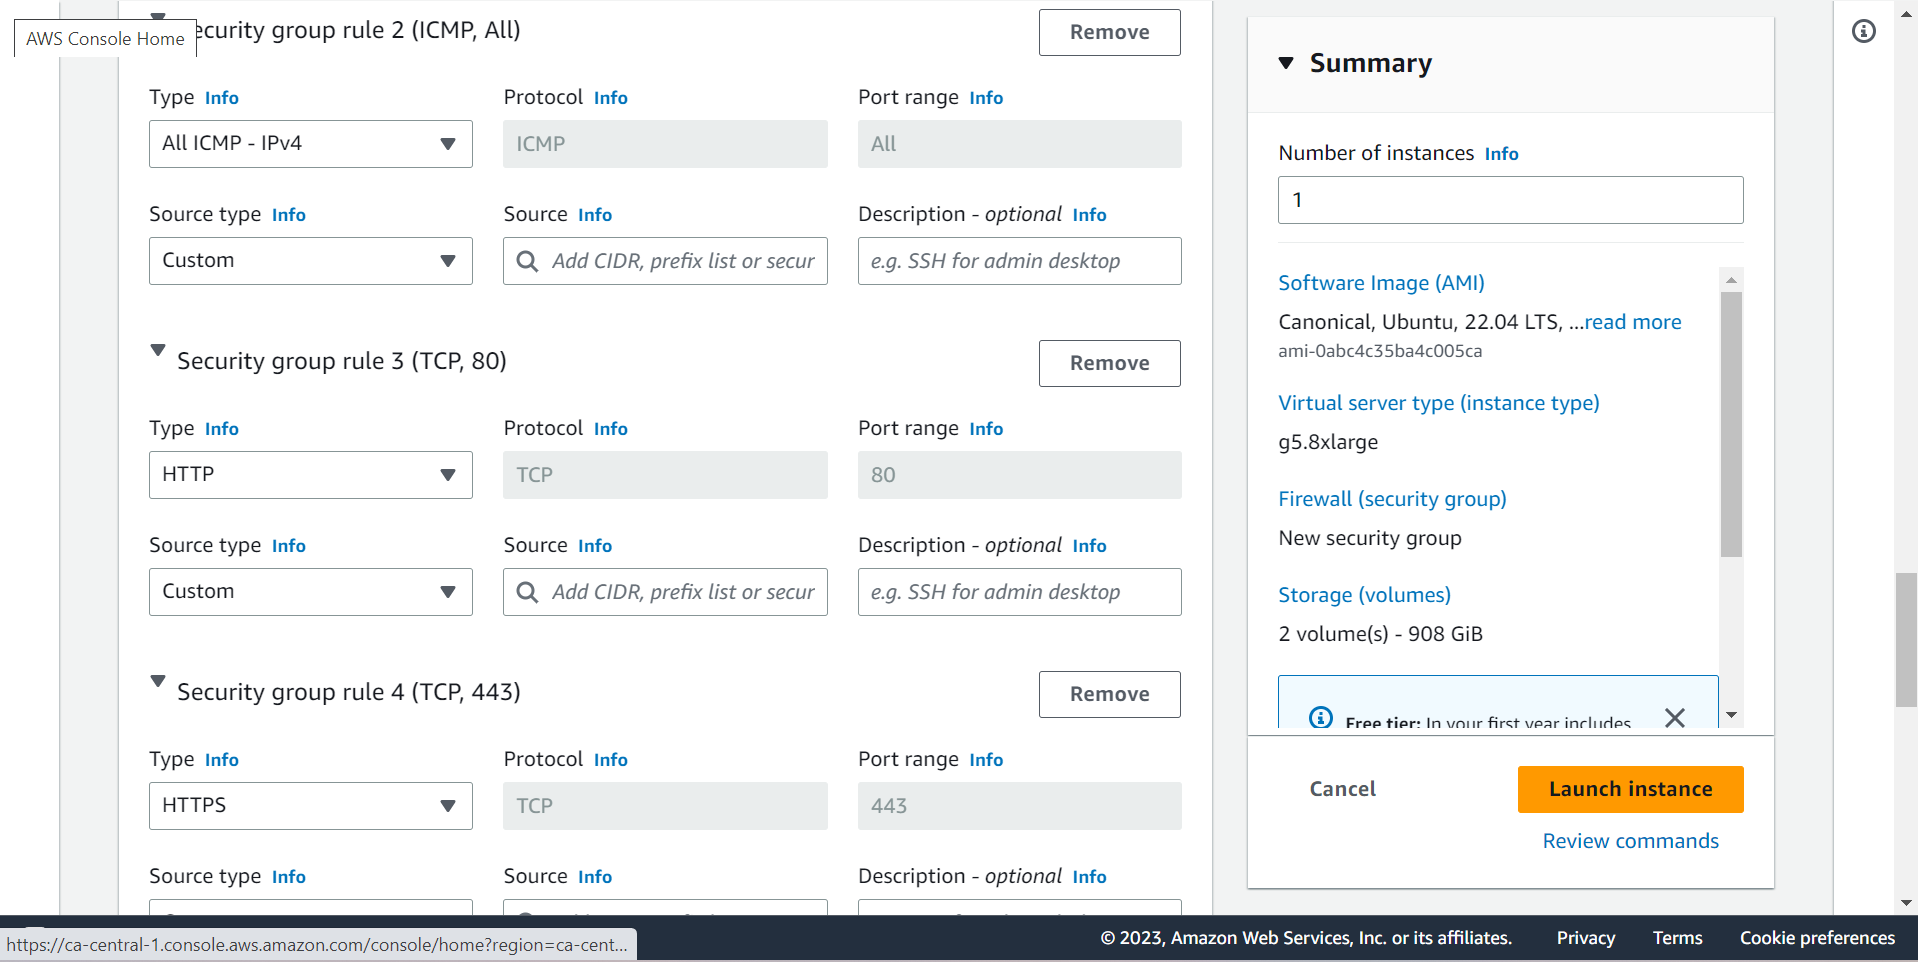 AWS Console Home
ecurity group rule 2 (ICMP, All)
Remove
Type Info
Protocol Info
Port range Info
All ICMP - IPv4
ICMP
All
Source type Info
Source Info
Description - optional Info
Custom
Add CIDR, prefix list or secur
e.g. SSH for admin desktop
Security group rule 3 (TCP, 80)
Remove
Type Info
Protocol Info
Port range Info
HTTP
TCP
80
Source type Info
Source Info
Description - optional Info
Custom
Add CIDR, prefix list or secur
e.g. SSH for admin desktop
Security group rule 4 (TCP, 443)
Remove
Type Info
Protocol Info
Port range Info
HTTPS
TCP
443
Source type Info
Source Info
Description - optional Info
Summary
Number of instances Info
1
Software Image (AMI)
Canonical, Ubuntu, 22.04 LTS, ...read more
ami-0abc4c35ba4c005ca
Virtual server type (instance type)
g5.8xlarge
Firewall (security group)
New security group
Storage (volumes)
2 volume(s) - 908 GiB
Free tier: In your first year includes
Cancel
Launch instance
Review commands
https://ca-central-1.console.aws.amazon.com/console/home?region=ca-cent...
© 2023, Amazon Web Services, Inc. or its affiliates.
Privacy
Terms
Cookie preferences